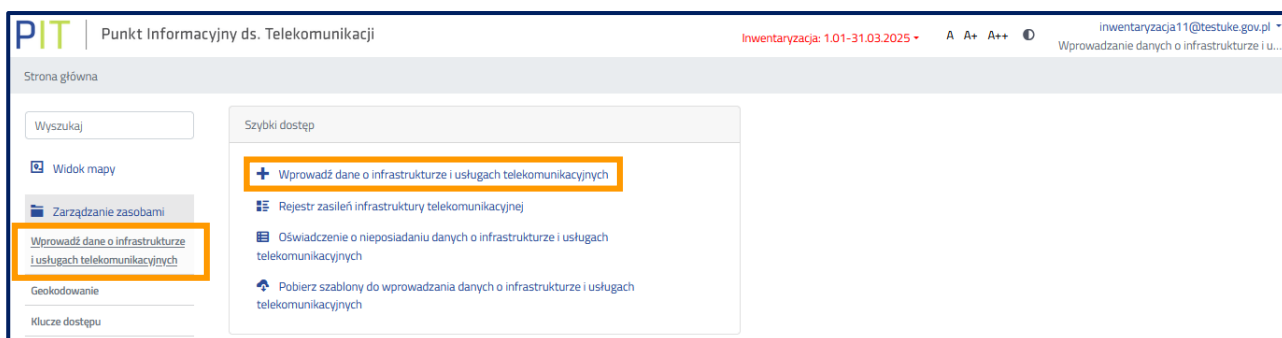 PIT Punkt Informacyjny ds. Telekomunikacji
Inwentaryzacja: 1.01-31.03.2025
A A+ A++
inwentaryzacja11@testuke.gov.pl
Wprowadzanie danych o infrastrukturze i u...
Strona główna
Wyszukaj
Widok mapy
Zarządzanie zasobami
Wprowadź dane o infrastrukturze
i usługach telekomunikacyjnych
Geokodowanie
Klucze dostępu
Szybki dostęp
Wprowadź dane o infrastrukturze i usługach telekomunikacyjnych
Rejestr zasileń infrastruktury telekomunikacyjnej
Oświadczenie o nieposiadaniu danych o infrastrukturze i usługach
telekomunikacyjnych
Pobierz szablony do wprowadzania danych o infrastrukturze i usługach
telekomunikacyjnych